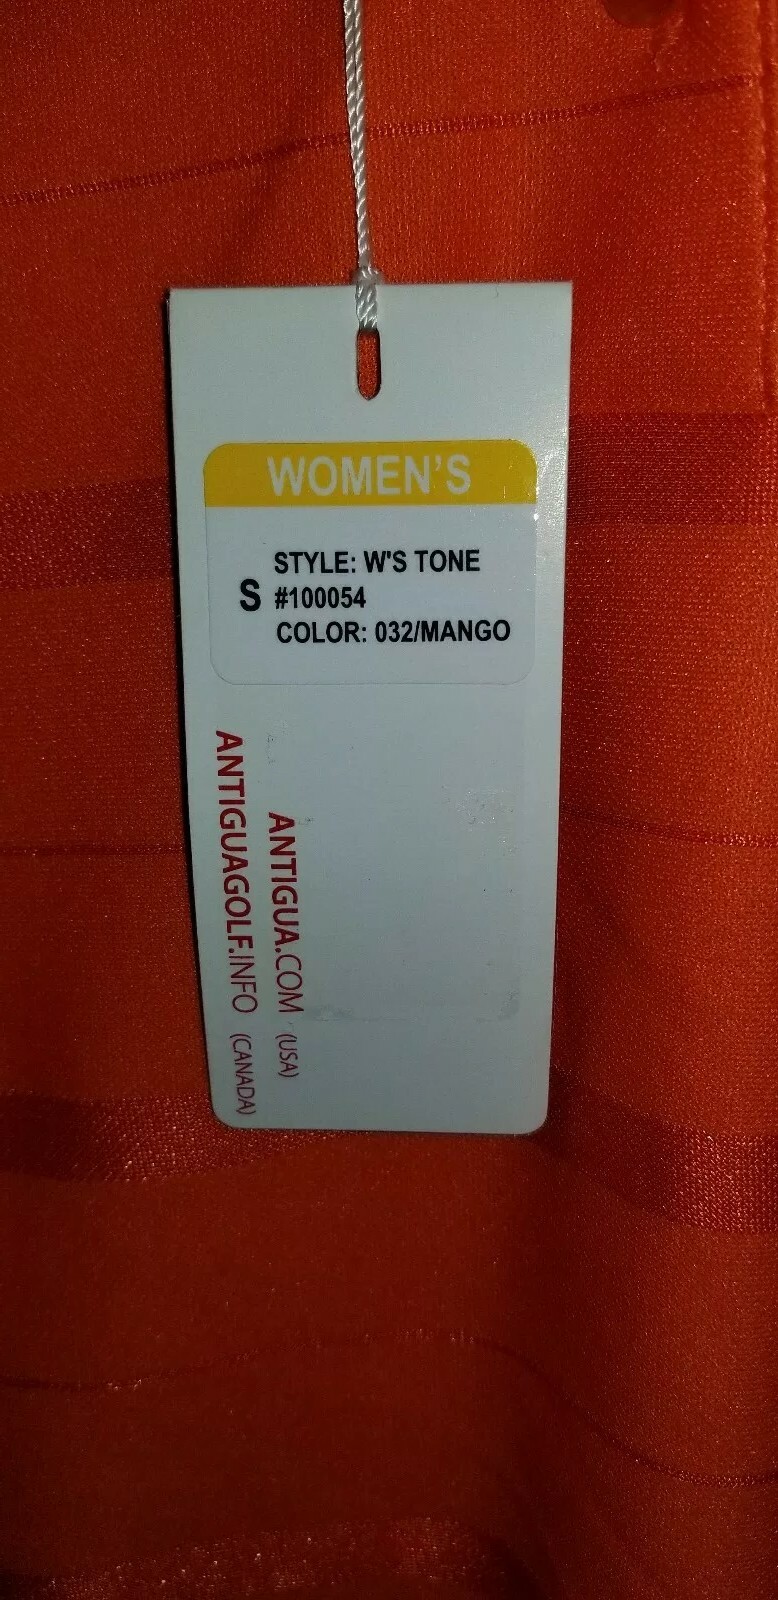 WOMEN'S
STYLE: W'S TONE
S #100054
COLOR: 032/MANGO
ANTIGUA.COM (USA)
ANTIGUAGOLF.INFO (CANADA)